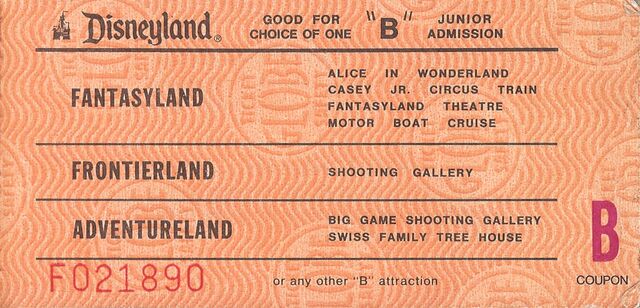 Disneyland® GOOD FOR CHOICE OF ONE "B" JUNIOR ADMISSION
FANTASYLAND
ALICE IN WONDERLAND
CASEY JR. CIRCUS TRAIN
FANTASYLAND THEATRE
MOTOR BOAT CRUISE
FRONTIERLAND SHOOTING GALLERY
ADVENTURELAND
BIG GAME SHOOTING GALLERY
SWISS FAMILY TREE HOUSE
B
COUPON
F021890
or any other "B" attraction
GLOBE